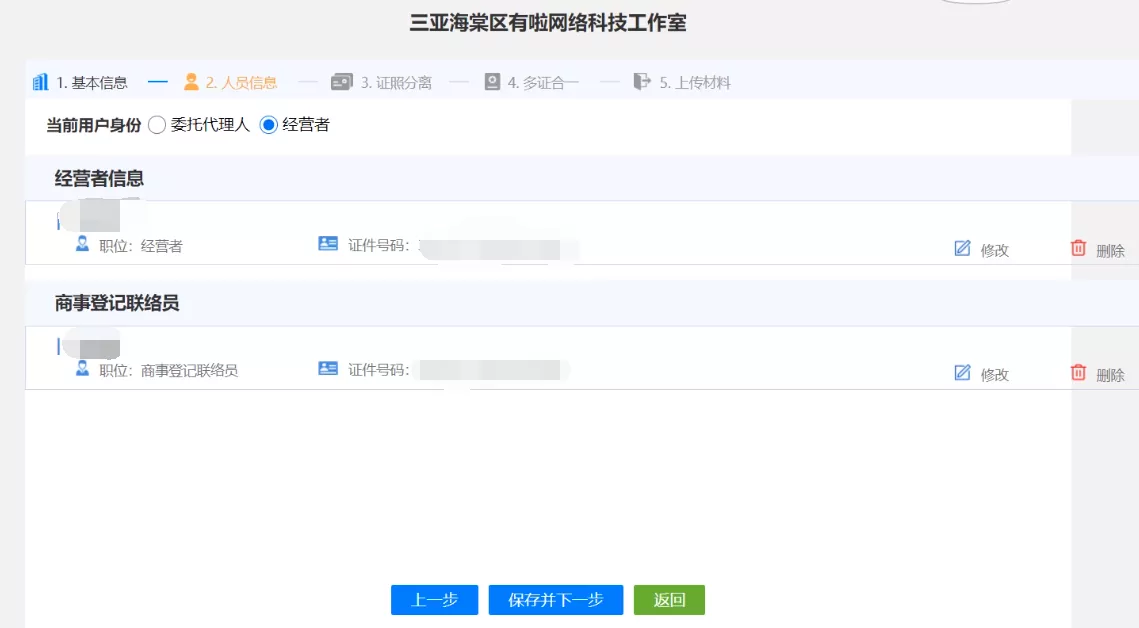 三亚海棠区有啦网络科技工作室
1. 基本信息 2. 人员信息 3. 证照分离 4. 多证合一 5. 上传材料
当前用户身份 委托代理人 经营者
经营者信息
职位：经营者 证件号码： 修改 删除
商事登记联络员
职位：商事登记联络员 证件号码： 修改 删除
上一步 保存并下一步 返回